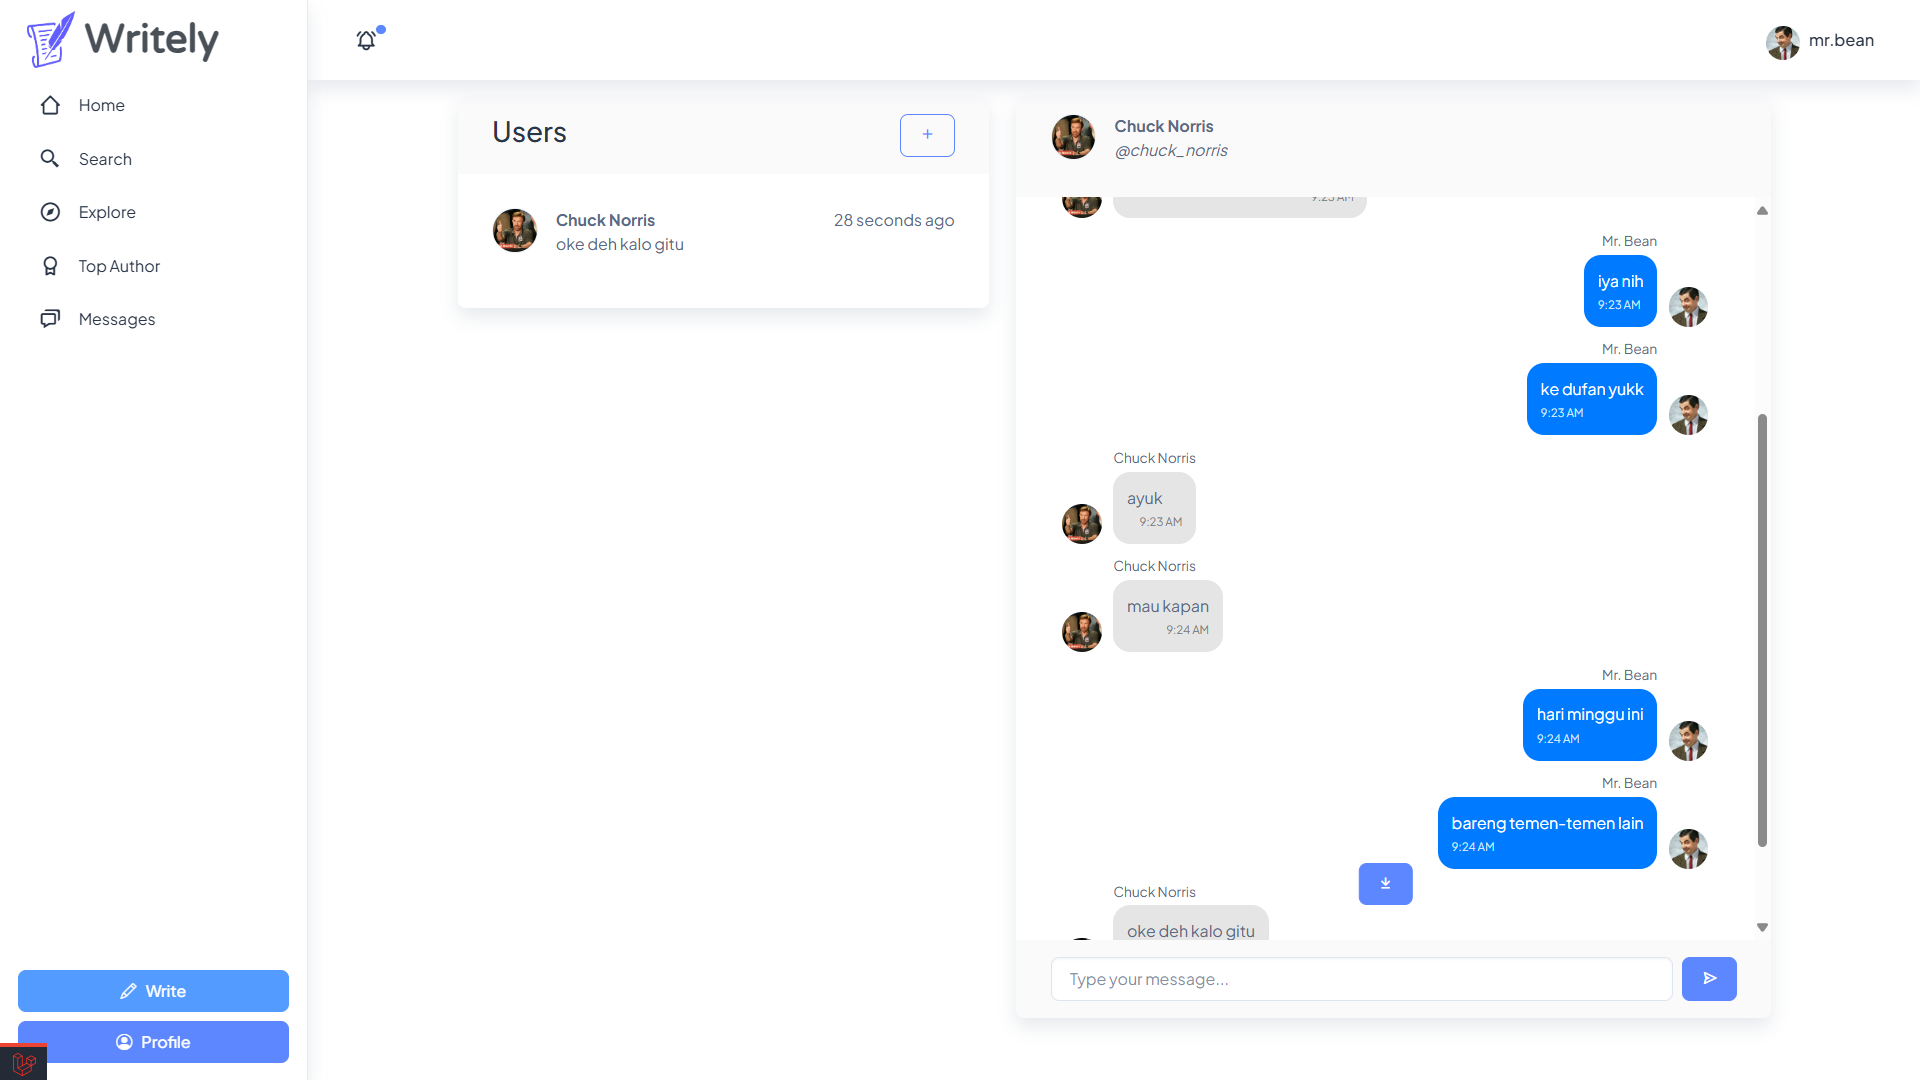 Writely
mr.bean
Home
Search
Explore
Top Author
Messages
Write
Profile
Users
+
Chuck Norris
28 seconds ago
oke deh kalo gitu
Chuck Norris
@chuck_norris
9:23 AM
Mr. Bean
iya nih
9:23 AM
Mr. Bean
ke dufan yukk
9:23 AM
Chuck Norris
ayuk
9:23 AM
Chuck Norris
mau kapan
9:24 AM
Mr. Bean
hari minggu ini
9:24 AM
Mr. Bean
bareng temen-temen lain
9:24 AM
Chuck Norris
oke deh kalo gitu
Type your message...